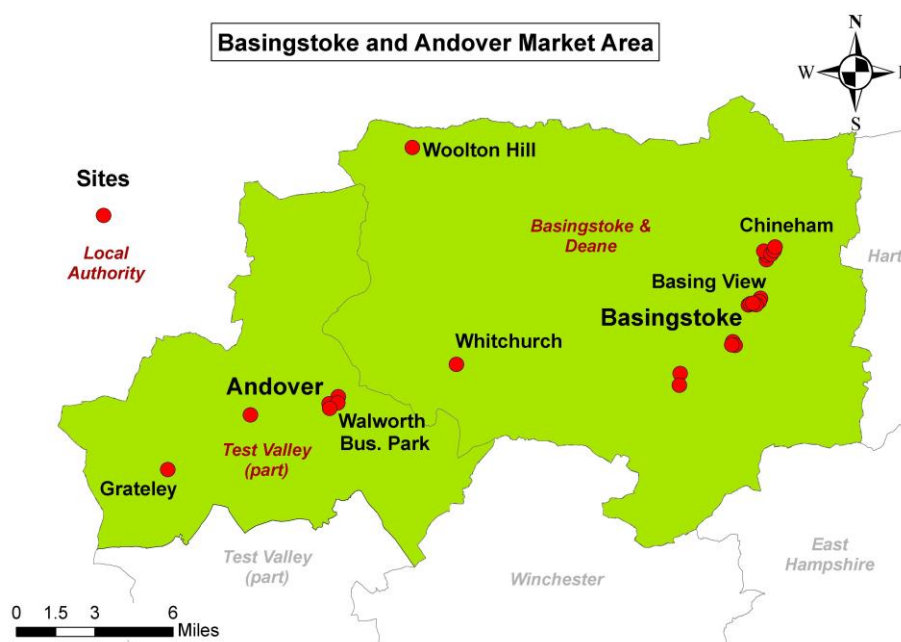 Basingstoke and Andover Market Area
N
W
S
Woolton Hill
Sites
Local
Authority
Basingstoke &
Deane
Chineham
Hart
Basing View
Basingstoke
Whitchurch
Andover
Walworth
Bus. Park
Test Valley
(part)
Grateley
Test Valley
(part)
Winchester
East
Hampshire
0 1.5 3 6
Miles